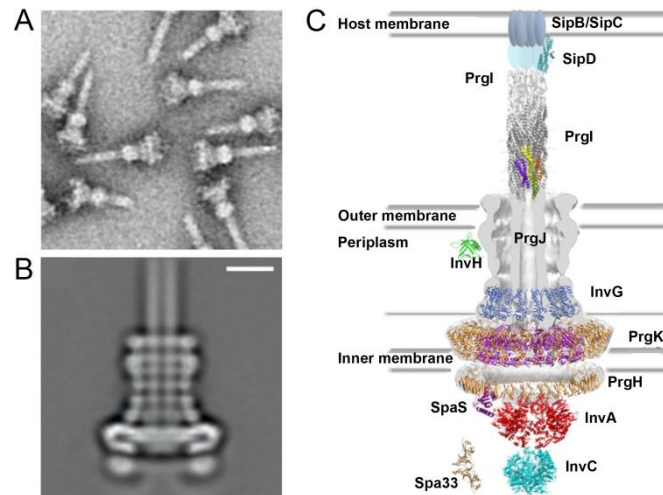 A
B
C
Host membrane
SipB/SipC
SipD
PrgI
PrgI
Outer membrane
Periplasm
PrgJ
InvH
InvG
PrgK
Inner membrane
PrgH
SpaS
InvA
Spa33
InvC